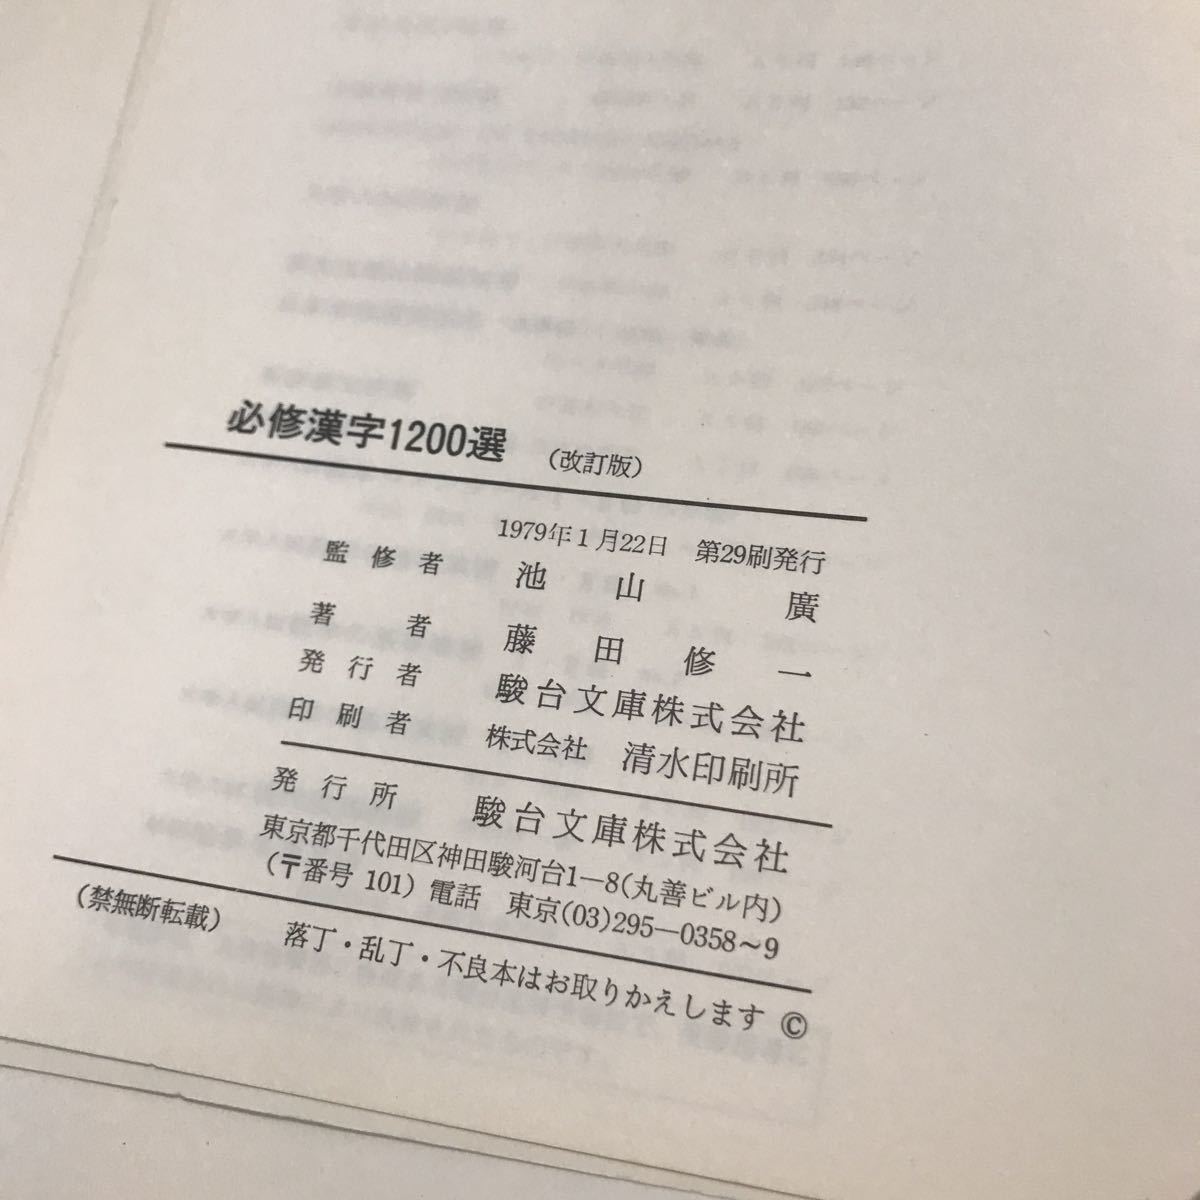 必修漢字1200選 (改訂版)
1979年1月22日 第29刷発行
監修者 池山廣
著者 藤田修一
発行者 駿台文庫株式会社
印刷者 株式会社 清水印刷所
発行所 駿台文庫株式会社
東京都千代田区神田駿河台1―8(丸善ビル内)
(〒番号 101) 電話 東京(03)295―0358～9
(禁無断転載) 落丁・乱丁・不良本はお取りかえします ©